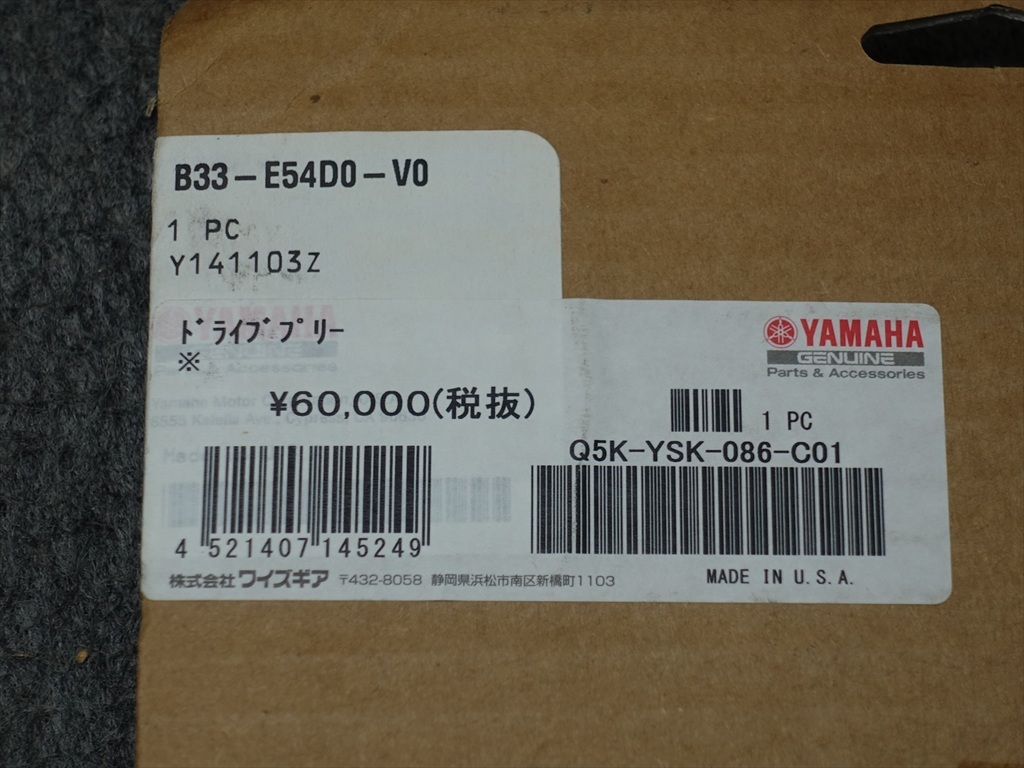 B33-E54D0-V0
1 PC
Y141103Z
ﾄﾞﾗｲﾌﾞﾌﾟﾘｰ
※
¥60,000(税抜)
YAMAHA
GENUINE
Parts & Accessories
1 PC
Q5K-YSK-086-C01
4 521407 145249
株式会社 ワイズギア 〒432-8058 静岡県浜松市南区新橋町1103
MADE IN U.S.A.